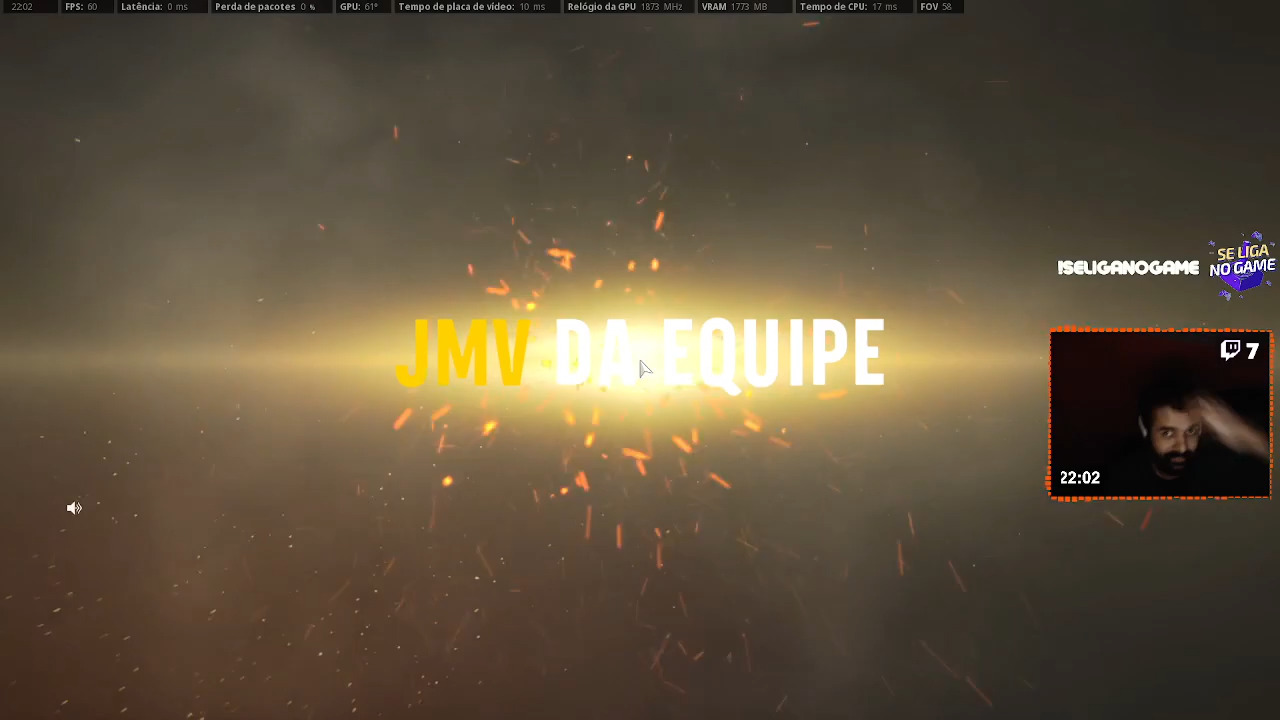 22:02 FPS: 60 Latência: 0 ms Perda de pacotes 0 % GPU: 61° Tempo de placa de vídeo: 10 ms Relógio da GPU 1873 MHz VRAM 1773 MB Tempo de CPU: 17 ms FOV 58
!SELIGANOGAME
SE LIGA
NO GAME
JMV DA EQUIPE
7
22:02